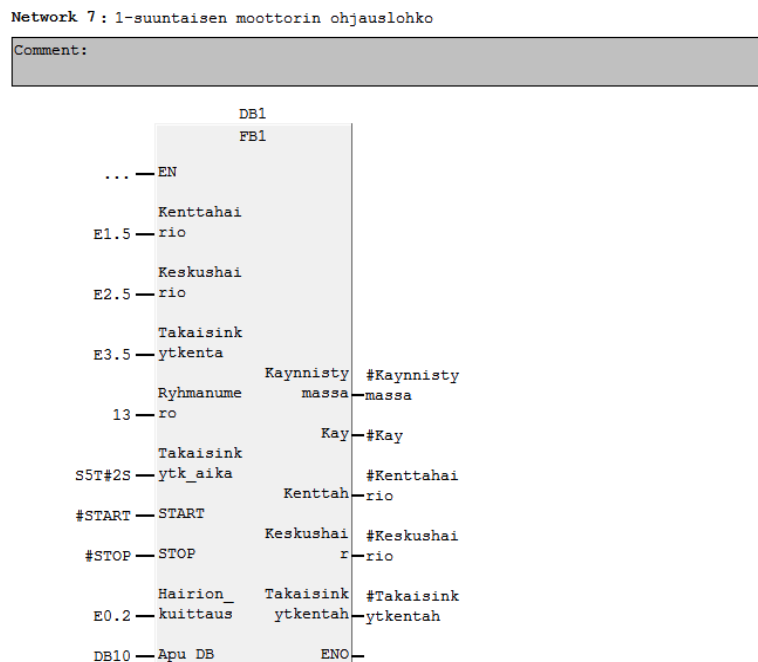 Network 7: 1-suuntaisen moottorin ohjauslohko
Comment:
DB1
FB1
... EN
Kenttahai
E1.5 rio
Keskushai
E2.5 rio
Takaisink
E3.5 ytkenta
Kaynnisty #Kaynnisty
Ryhmanume massa massa
13 ro
Kay #Kay
Takaisink
S5T#2S ytk_aika #Kenttahai
Kenttah rio
#START START
Keskushai #Keskushai
#STOP STOP r rio
Hairion_ Takaisink #Takaisink
E0.2 kuittaus ytkentah ytkentah
DB10 Apu DB ENO